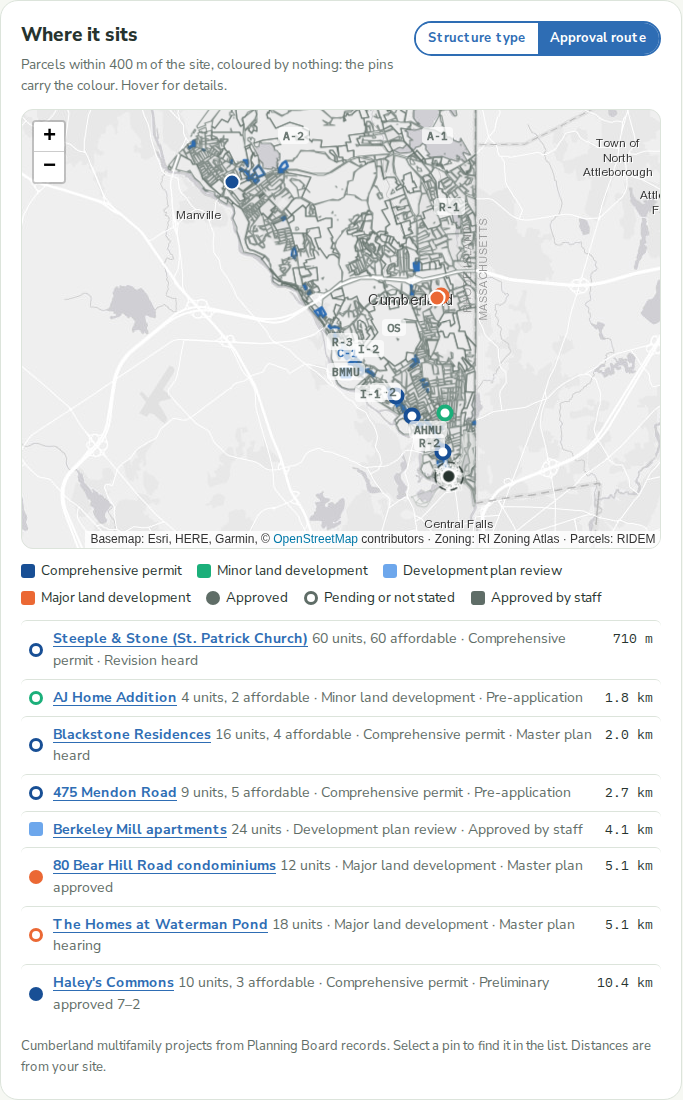 Where it sits
Structure type
Approval route
Parcels within 400 m of the site, coloured by nothing: the pins
carry the colour. Hover for details.
+
−
A-2
A-1
Town of
North
Attleborough
R-1
Manville
MASSACHUSETTS
Cumberland
OS
R-3
I-2
BMMU
I-1
AHMU
R-2
Central Falls
Basemap: Esri, HERE, Garmin, © OpenStreetMap contributors · Zoning: RI Zoning Atlas · Parcels: RIDEM
Comprehensive permit
Minor land development
Development plan review
Major land development
Approved
Pending or not stated
Approved by staff
Steeple & Stone (St. Patrick Church) 60 units, 60 affordable · Comprehensive 710 m
permit · Revision heard
AJ Home Addition 4 units, 2 affordable · Minor land development · Pre-application 1.8 km
Blackstone Residences 16 units, 4 affordable · Comprehensive permit · Master plan 2.0 km
heard
475 Mendon Road 9 units, 5 affordable · Comprehensive permit · Pre-application 2.7 km
Berkeley Mill apartments 24 units · Development plan review · Approved by staff 4.1 km
80 Bear Hill Road condominiums 12 units · Major land development · Master plan 5.1 km
approved
The Homes at Waterman Pond 18 units · Major land development · Master plan 5.1 km
hearing
Haley's Commons 10 units, 3 affordable · Comprehensive permit · Preliminary 10.4 km
approved 7–2
Cumberland multifamily projects from Planning Board records. Select a pin to find it in the list. Distances are
from your site.